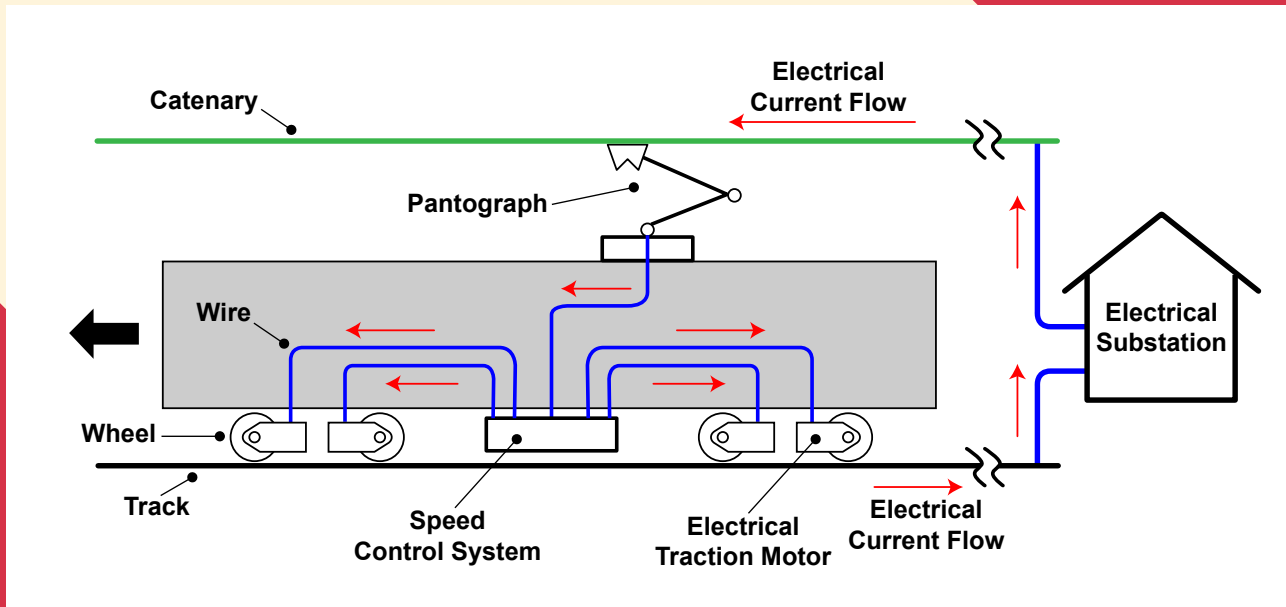 Electrical
Current Flow
Catenary
Pantograph
Wire
Electrical
Substation
Wheel
Track
Speed
Control System
Electrical
Traction Motor
Electrical
Current Flow